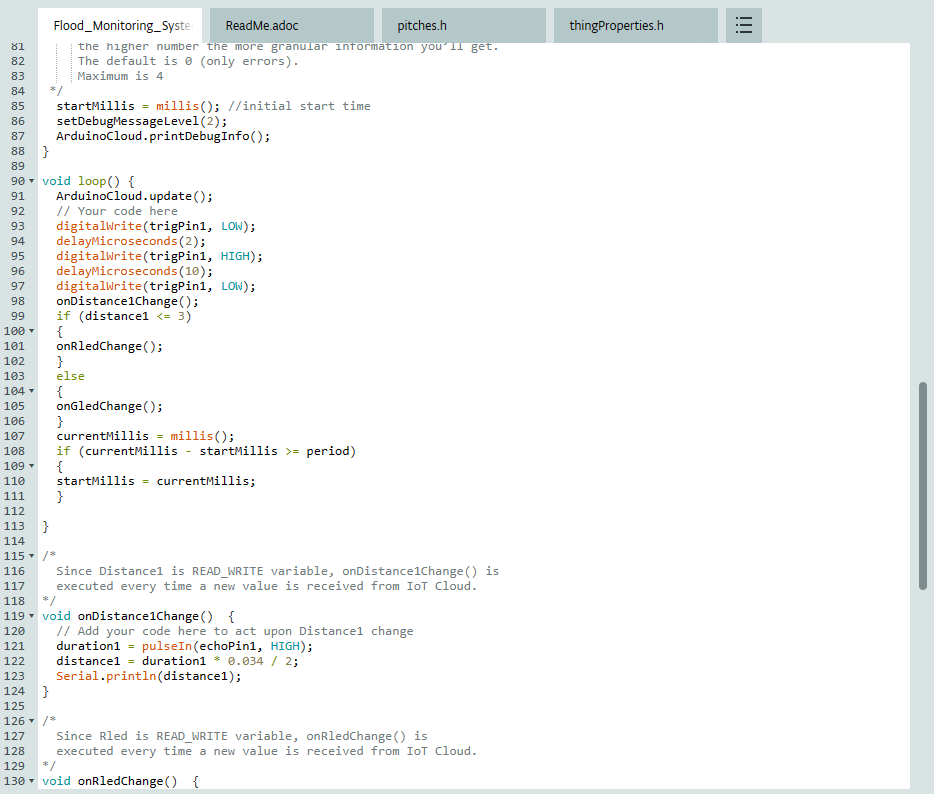 Flood_Monitoring_Syste
ReadMe.adoc
pitches.h
thingProperties.h
81 the higher number the more granular information you'll get.
82 The default is 0 (only errors).
83 Maximum is 4
84 */
85 startMillis = millis(); //initial start time
86 setDebugMessageLevel(2);
87 ArduinoCloud.printDebugInfo();
88 }
89
90 void loop() {
91 ArduinoCloud.update();
92 // Your code here
93 digitalWrite(trigPin1, LOW);
94 delayMicroseconds(2);
95 digitalWrite(trigPin1, HIGH);
96 delayMicroseconds(10);
97 digitalWrite(trigPin1, LOW);
98 onDistance1Change();
99 if (distance1 <= 3)
100 {
101 onRledChange();
102 }
103 else
104 {
105 onGledChange();
106 }
107 currentMillis = millis();
108 if (currentMillis - startMillis >= period)
109 {
110 startMillis = currentMillis;
111 }
112
113 }
114
115 /*
116 Since Distance1 is READ_WRITE variable, onDistance1Change() is
117 executed every time a new value is received from IoT Cloud.
118 */
119 void onDistance1Change() {
120 // Add your code here to act upon Distance1 change
121 duration1 = pulseIn(echoPin1, HIGH);
122 distance1 = duration1 * 0.034 / 2;
123 Serial.println(distance1);
124 }
125
126 /*
127 Since Rled is READ_WRITE variable, onRledChange() is
128 executed every time a new value is received from IoT Cloud.
129 */
130 void onRledChange() {